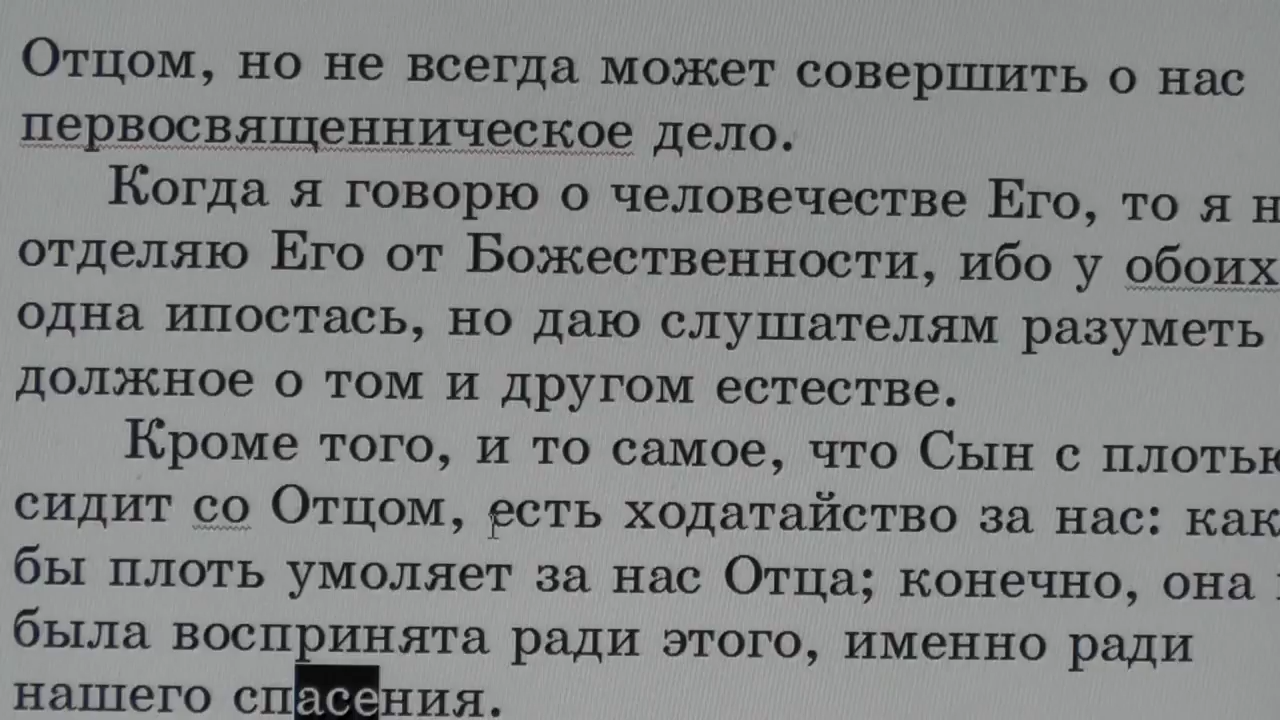 Отцом, но не всегда может совершить о нас
первосвященническое дело.
Когда я говорю о человечестве Его, то я н
отделяю Его от Божественности, ибо у обоих
одна ипостась, но даю слушателям разуметь
должное о том и другом естестве.
Кроме того, и то самое, что Сын с плотью
сидит со Отцом, есть ходатайство за нас: как
бы плоть умоляет за нас Отца; конечно, она
была воспринята ради этого, именно ради
нашего спасения.